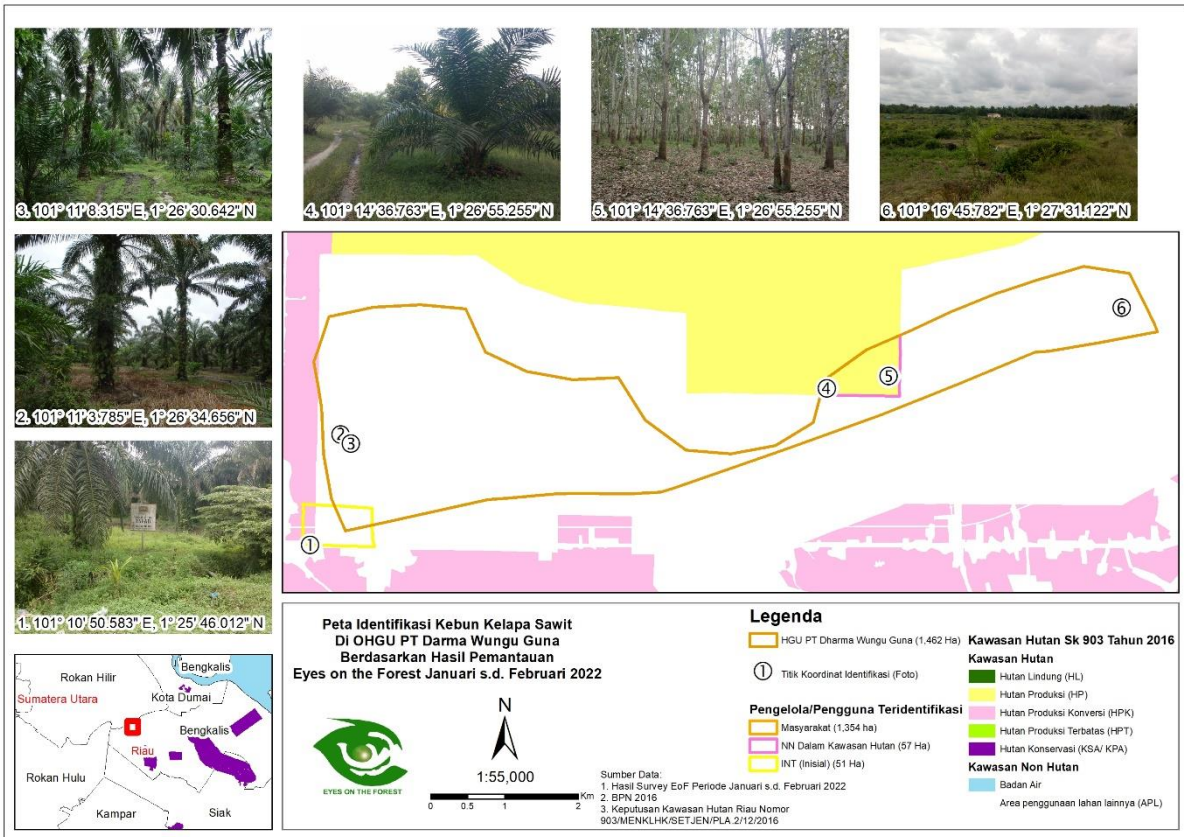 3. 101° 11' 8.315" E, 1° 26' 30.642" N
4. 101° 14' 36.763" E, 1° 26' 55.255" N
5. 101° 14' 36.763" E, 1° 26' 55.255" N
6. 101° 16' 45.782" E, 1° 27' 31.122" N
2. 101° 11' 3.785" E, 1° 26' 34.656" N
1. 101° 10' 50.583" E, 1° 25' 46.012" N
6
5
4
2
3
1
Bengkalis
Rokan Hilir
Kota Dumai
Sumatera Utara
Bengkalis
Riau
Rokan Hulu
Kampar
Siak
Peta Identifikasi Kebun Kelapa Sawit
Di OHGU PT Darma Wungu Guna
Berdasarkan Hasil Pemantauan
Eyes on the Forest Januari s.d. Februari 2022
EYES ON THE FOREST
N
1:55,000
Km
0 0.5 1 2
Sumber Data:
1. Hasil Survey EoF Periode Januari s.d. Februari 2022
2. BPN 2016
3. Keputusan Kawasan Hutan Riau Nomor
903/MENKLHK/SETJEN/PLA.2/12/2016
Legenda
HGU PT Dharma Wungu Guna (1,462 Ha)
1 Titik Koordinat Identifikasi (Foto)
Pengelola/Pengguna Teridentifikasi
Masyarakat (1,354 ha)
NN Dalam Kawasan Hutan (57 Ha)
INT (Inisial) (51 Ha)
Kawasan Hutan Sk 903 Tahun 2016
Kawasan Hutan
Hutan Lindung (HL)
Hutan Produksi (HP)
Hutan Produksi Konversi (HPK)
Hutan Produksi Terbatas (HPT)
Hutan Konservasi (KSA/ KPA)
Kawasan Non Hutan
Badan Air
Area penggunaan lahan lainnya (APL)